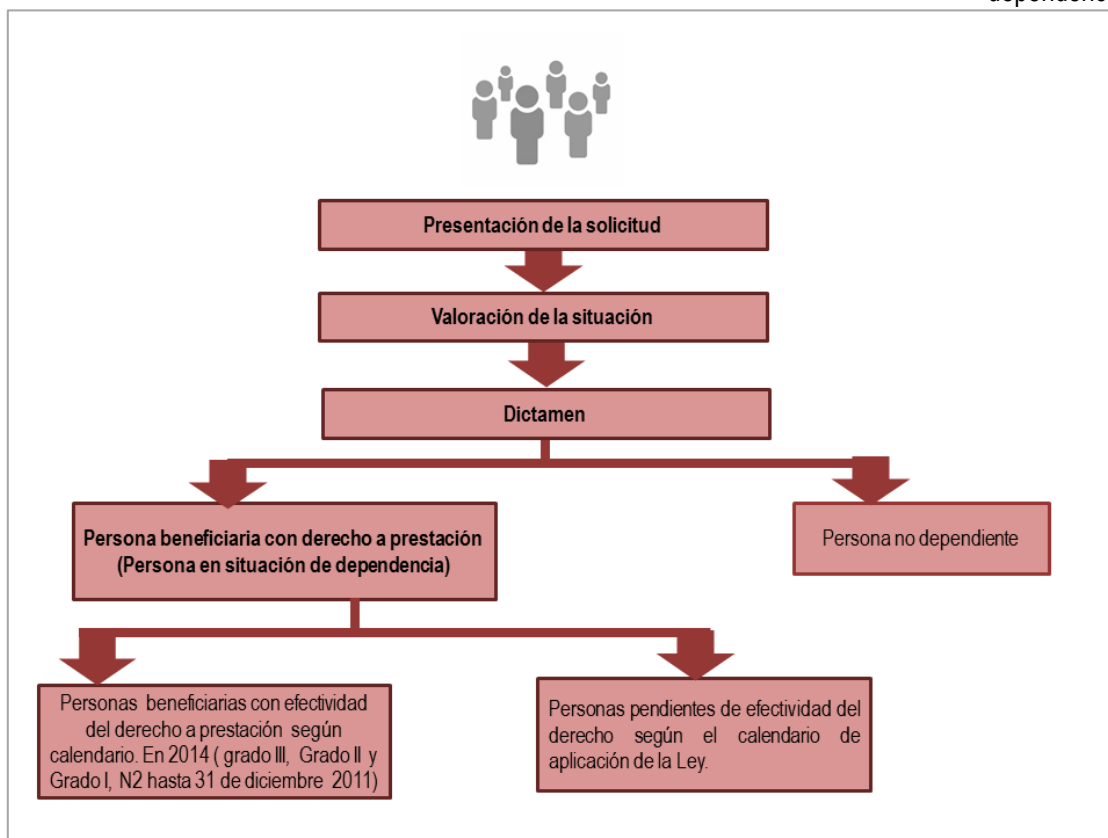 Presentación de la solicitud
Valoración de la situación
Dictamen
Persona beneficiaria con derecho a prestación
(Persona en situación de dependencia)
Persona no dependiente
Personas beneficiarias con efectividad
del derecho a prestación según
calendario. En 2014 ( grado III, Grado II y
Grado I, N2 hasta 31 de diciembre 2011)
Personas pendientes de efectividad del
derecho según el calendario de
aplicación de la Ley.